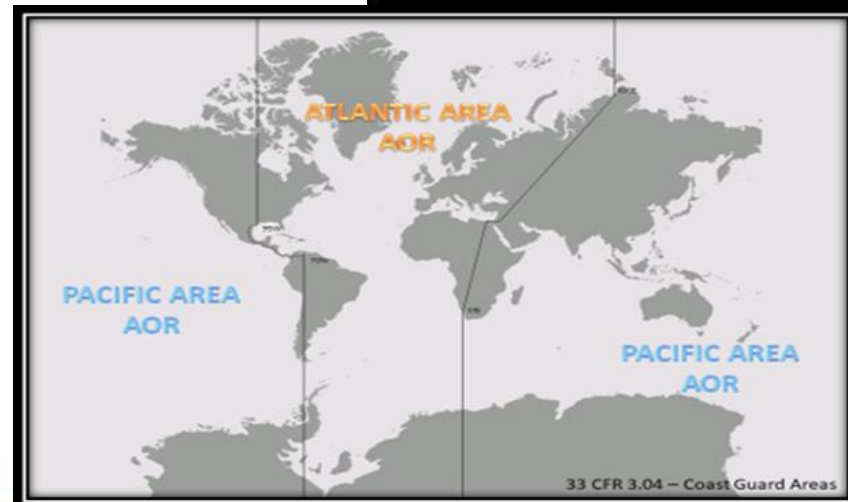 ATLANTIC AREA
AOR
PACIFIC AREA
AOR
PACIFIC AREA
AOR
33 CFR 3.04 – Coast Guard Areas